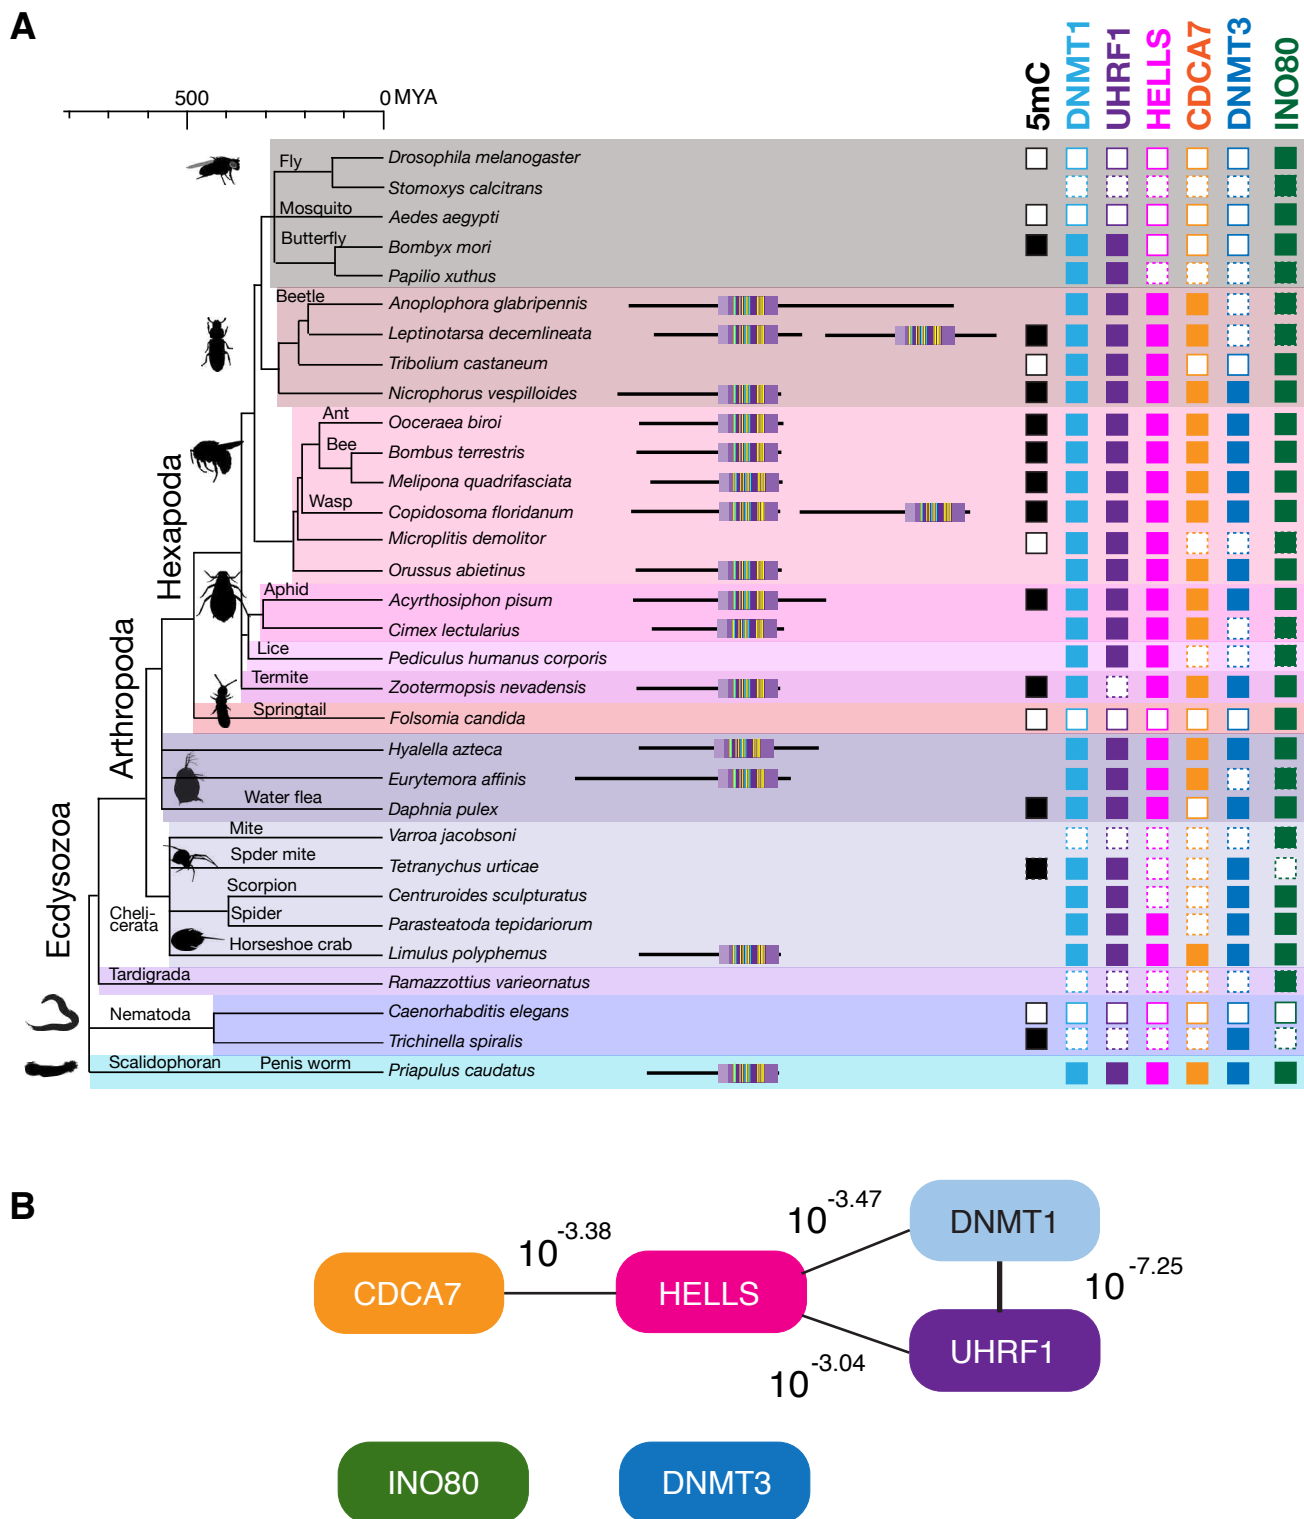 A
5mC
DNMT1
UHRF1
HELLS
CDCA7
DNMT3
INO80
500
0 MYA
Fly
Drosophila melanogaster
Stomoxys calcitrans
Mosquito
Aedes aegypti
Butterfly
Bombyx mori
Papilio xuthus
Beetle
Anoplophora glabripennis
Leptinotarsa decemlineata
Tribolium castaneum
Nicrophorus vespilloides
Ant
Ooceraea biroi
Bee
Bombus terrestris
Melipona quadrifasciata
Wasp
Copidosoma floridanum
Microplitis demolitor
Orussus abietinus
Hexapoda
Aphid
Acyrthosiphon pisum
Cimex lectularius
Lice
Pediculus humanus corporis
Termite
Zootermopsis nevadensis
Springtail
Folsomia candida
Arthropoda
Hyalella azteca
Eurytemora affinis
Water flea
Daphnia pulex
Mite
Varroa jacobsoni
Spder mite
Tetranychus urticae
Scorpion
Centruroides sculpturatus
Cheli-
cerata
Spider
Parasteatoda tepidariorum
Horseshoe crab
Limulus polyphemus
Ecdysozoa
Tardigrada
Ramazzottius varieornatus
Nematoda
Caenorhabditis elegans
Trichinella spiralis
Scalidophoran
Penis worm
Priapulus caudatus
B
CDCA7
10-3.38
HELLS
10-3.47
DNMT1
10-7.25
10-3.04
UHRF1
INO80
DNMT3